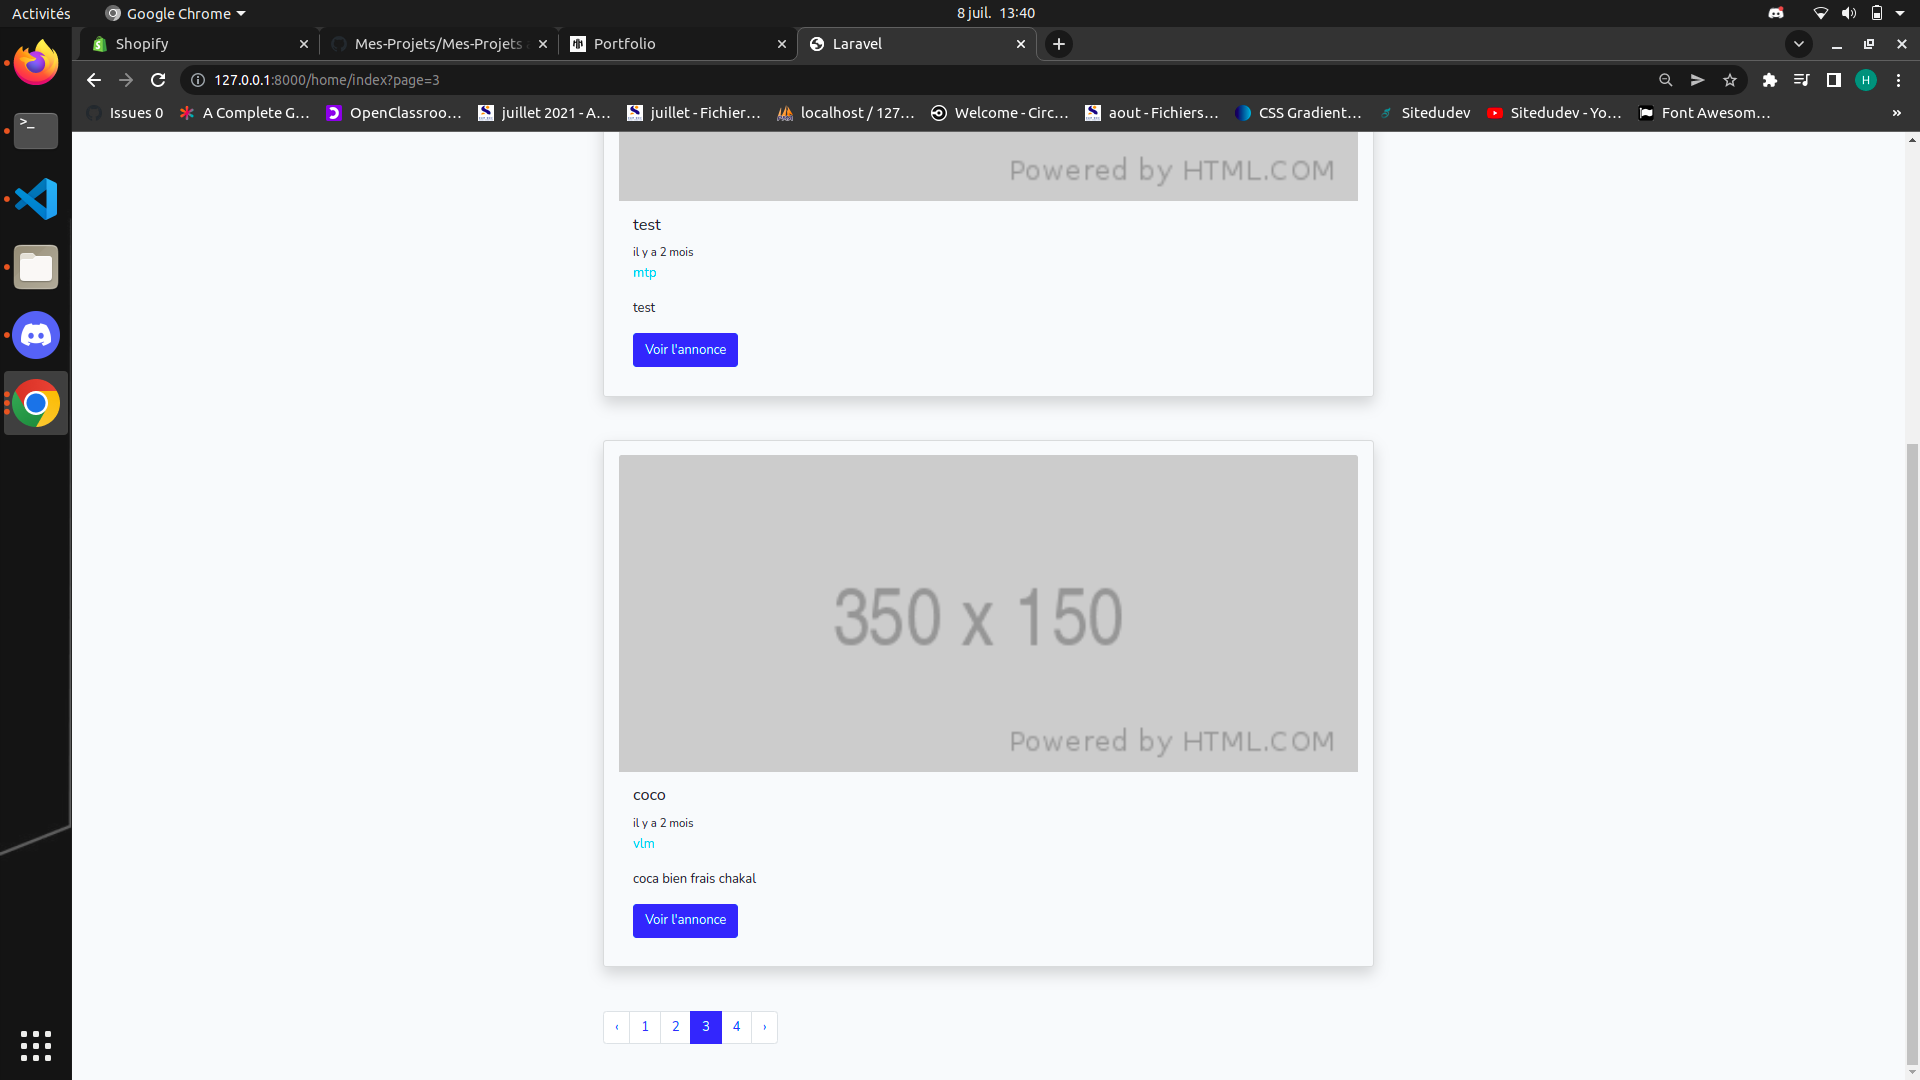 Activités Google Chrome 8 juil. 13:40
Shopify Mes-Projets/Mes-Projets Portfolio Laravel
127.0.0.1:8000/home/index?page=3 H
Issues 0 A Complete G… OpenClassroo… juillet 2021 - A… juillet - Fichier… localhost / 127… Welcome - Circ… aout - Fichiers… CSS Gradient… Sitedudev Sitedudev - Yo… Font Awesom… »
Powered by HTML.COM
test
il y a 2 mois
mtp
test
Voir l'annonce
350 x 150
Powered by HTML.COM
coco
il y a 2 mois
vlm
coca bien frais chakal
Voir l'annonce
‹ 1 2 3 4 ›